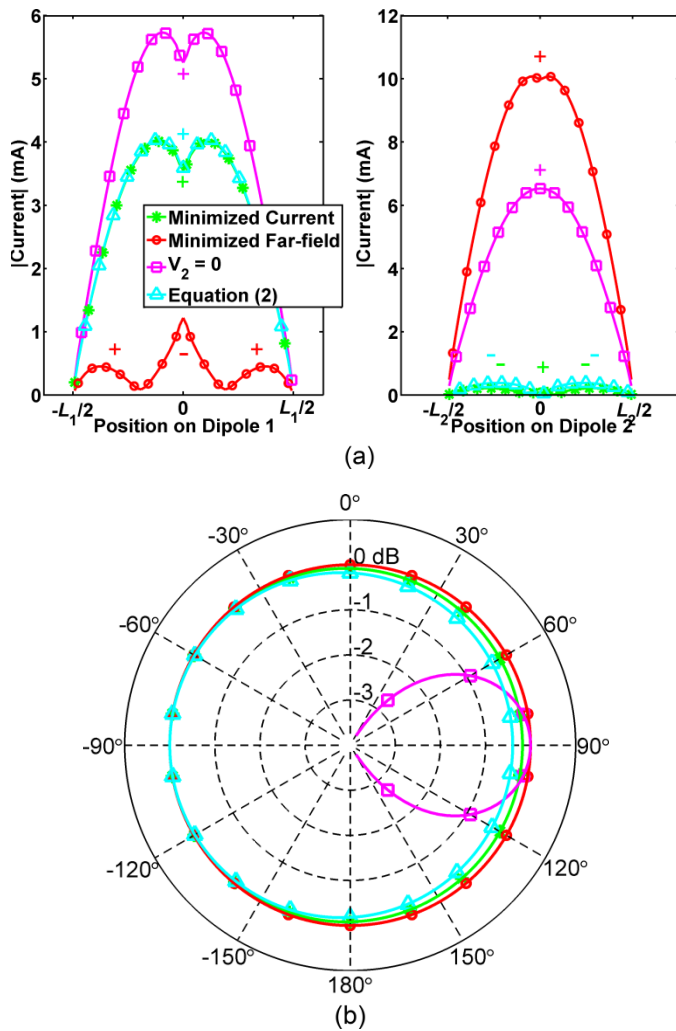 6
5
4
3
2
1
0
|Current| (mA)
+
+
+
+ +
-
Minimized Current
Minimized Far-field
V₂ = 0
Equation (2)
-L₁/2 0 L₁/2
Position on Dipole 1
12
10
8
6
4
2
0
|Current| (mA)
+
+
- -
- + -
-L₂/2 0 L₂/2
Position on Dipole 2
(a)
0°
-30° 30°
0 dB
-60° 60°
-1
-2
-3
-90° 90°
-120° 120°
-150° 150°
180°
(b)